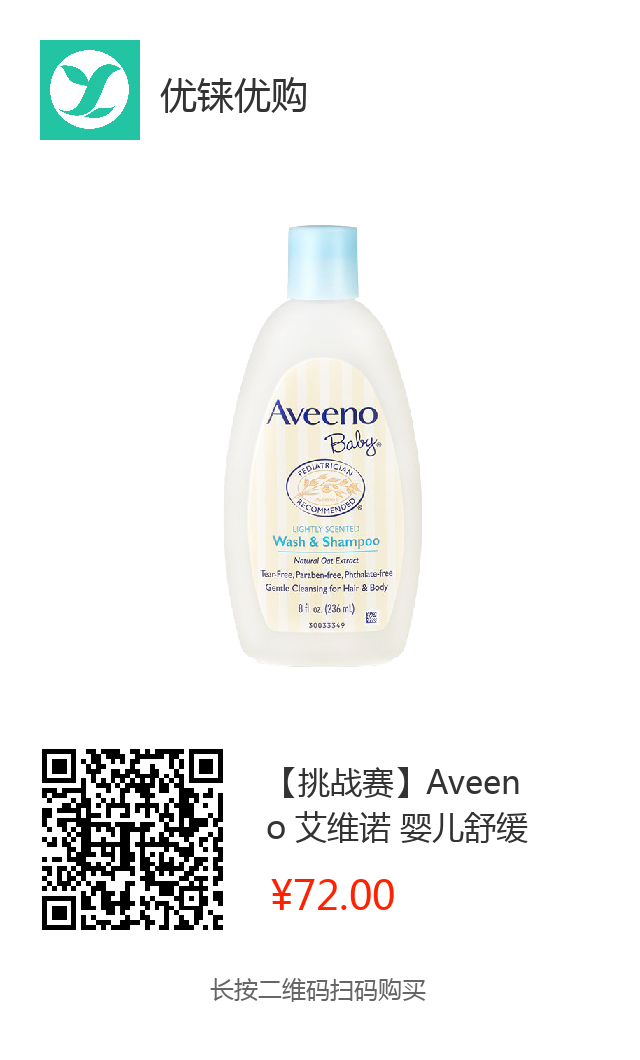 优铼优购
Aveeno
Baby®
PEDIATRICIAN
RECOMMENDED®
LIGHTLY SCENTED
Wash & Shampoo
Natural Oat Extract
Tear-Free, Paraben-free, Phthalate-free
Gentle Cleansing for Hair & Body
8 fl oz. (236 mL)
30033349
【挑战赛】Aveen
o 艾维诺 婴儿舒缓
¥72.00
长按二维码扫码购买